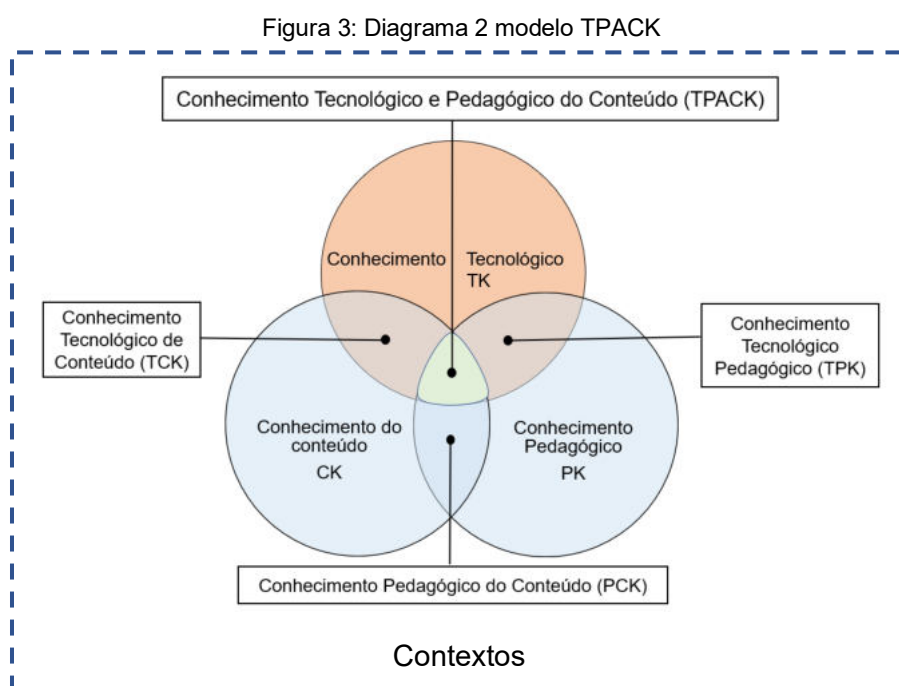 Figura 3: Diagrama 2 modelo TPACK
Conhecimento Tecnológico e Pedagógico do Conteúdo (TPACK)
Conhecimento
Tecnológico
TK
Conhecimento
Tecnológico de
Conteúdo (TCK)
Conhecimento
Tecnológico
Pedagógico (TPK)
Conhecimento do
conteúdo
CK
Conhecimento
Pedagógico
PK
Conhecimento Pedagógico do Conteúdo (PCK)
Contextos